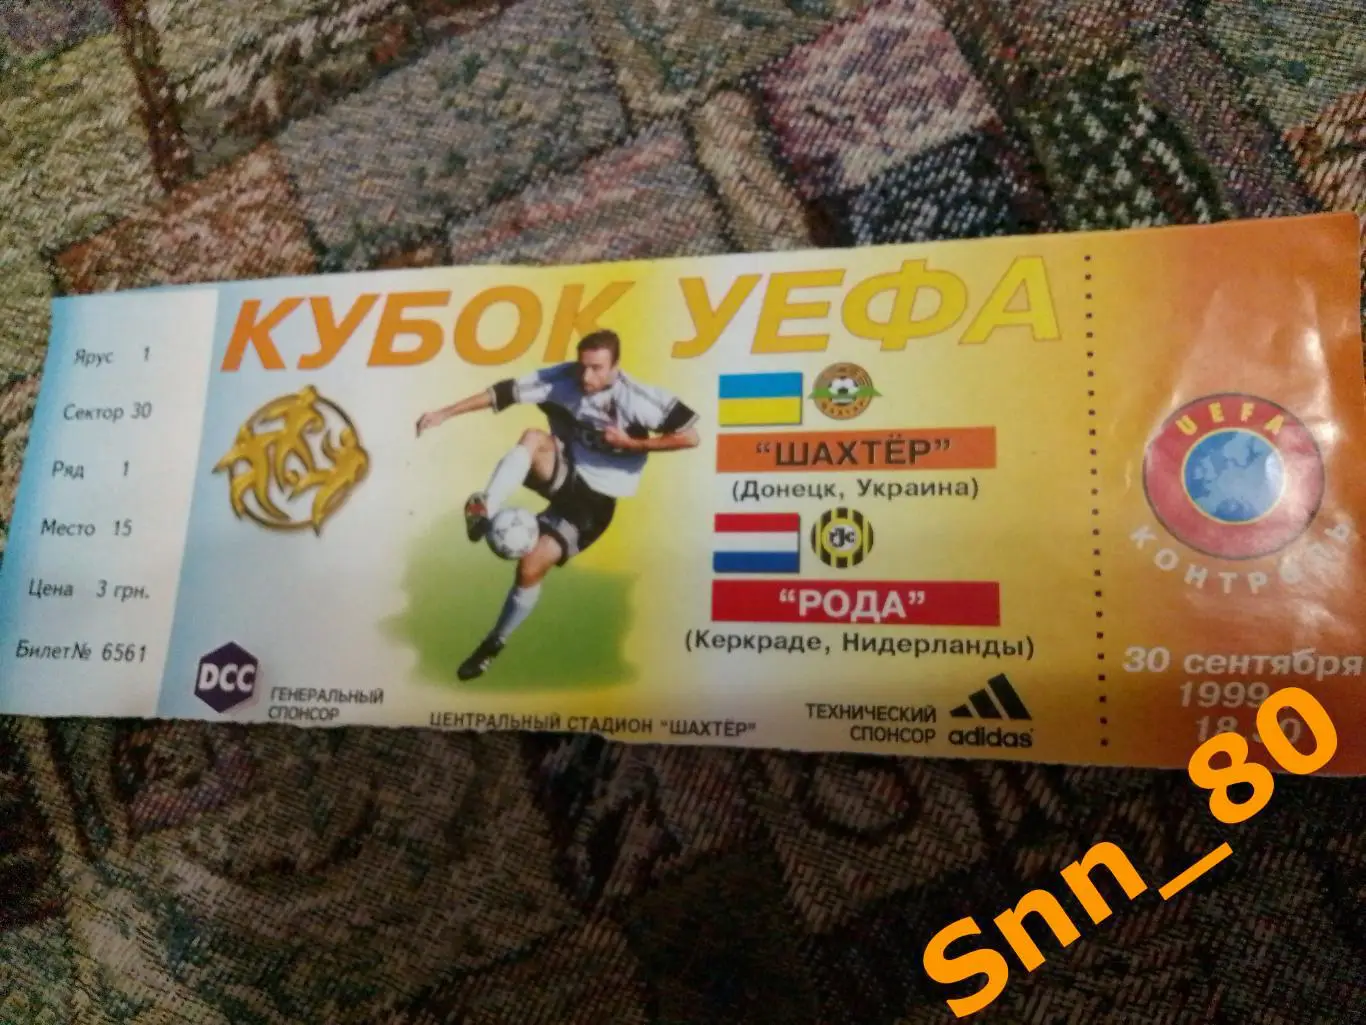 Ярус 1
Сектор 30
Ряд 1
Место 15
Цена 3 грн.
Билет № 6561
КУБОК УЕФА
"ШАХТЁР"
(Донецк, Украина)
"РОДА"
(Керкраде, Нидерланды)
DCC
ГЕНЕРАЛЬНЫЙ
СПОНСОР
ЦЕНТРАЛЬНЫЙ СТАДИОН "ШАХТЁР"
ТЕХНИЧЕСКИЙ
СПОНСОР
adidas
UEFA
КОНТРОЛЬ
30 сентября
1999
Snn_80